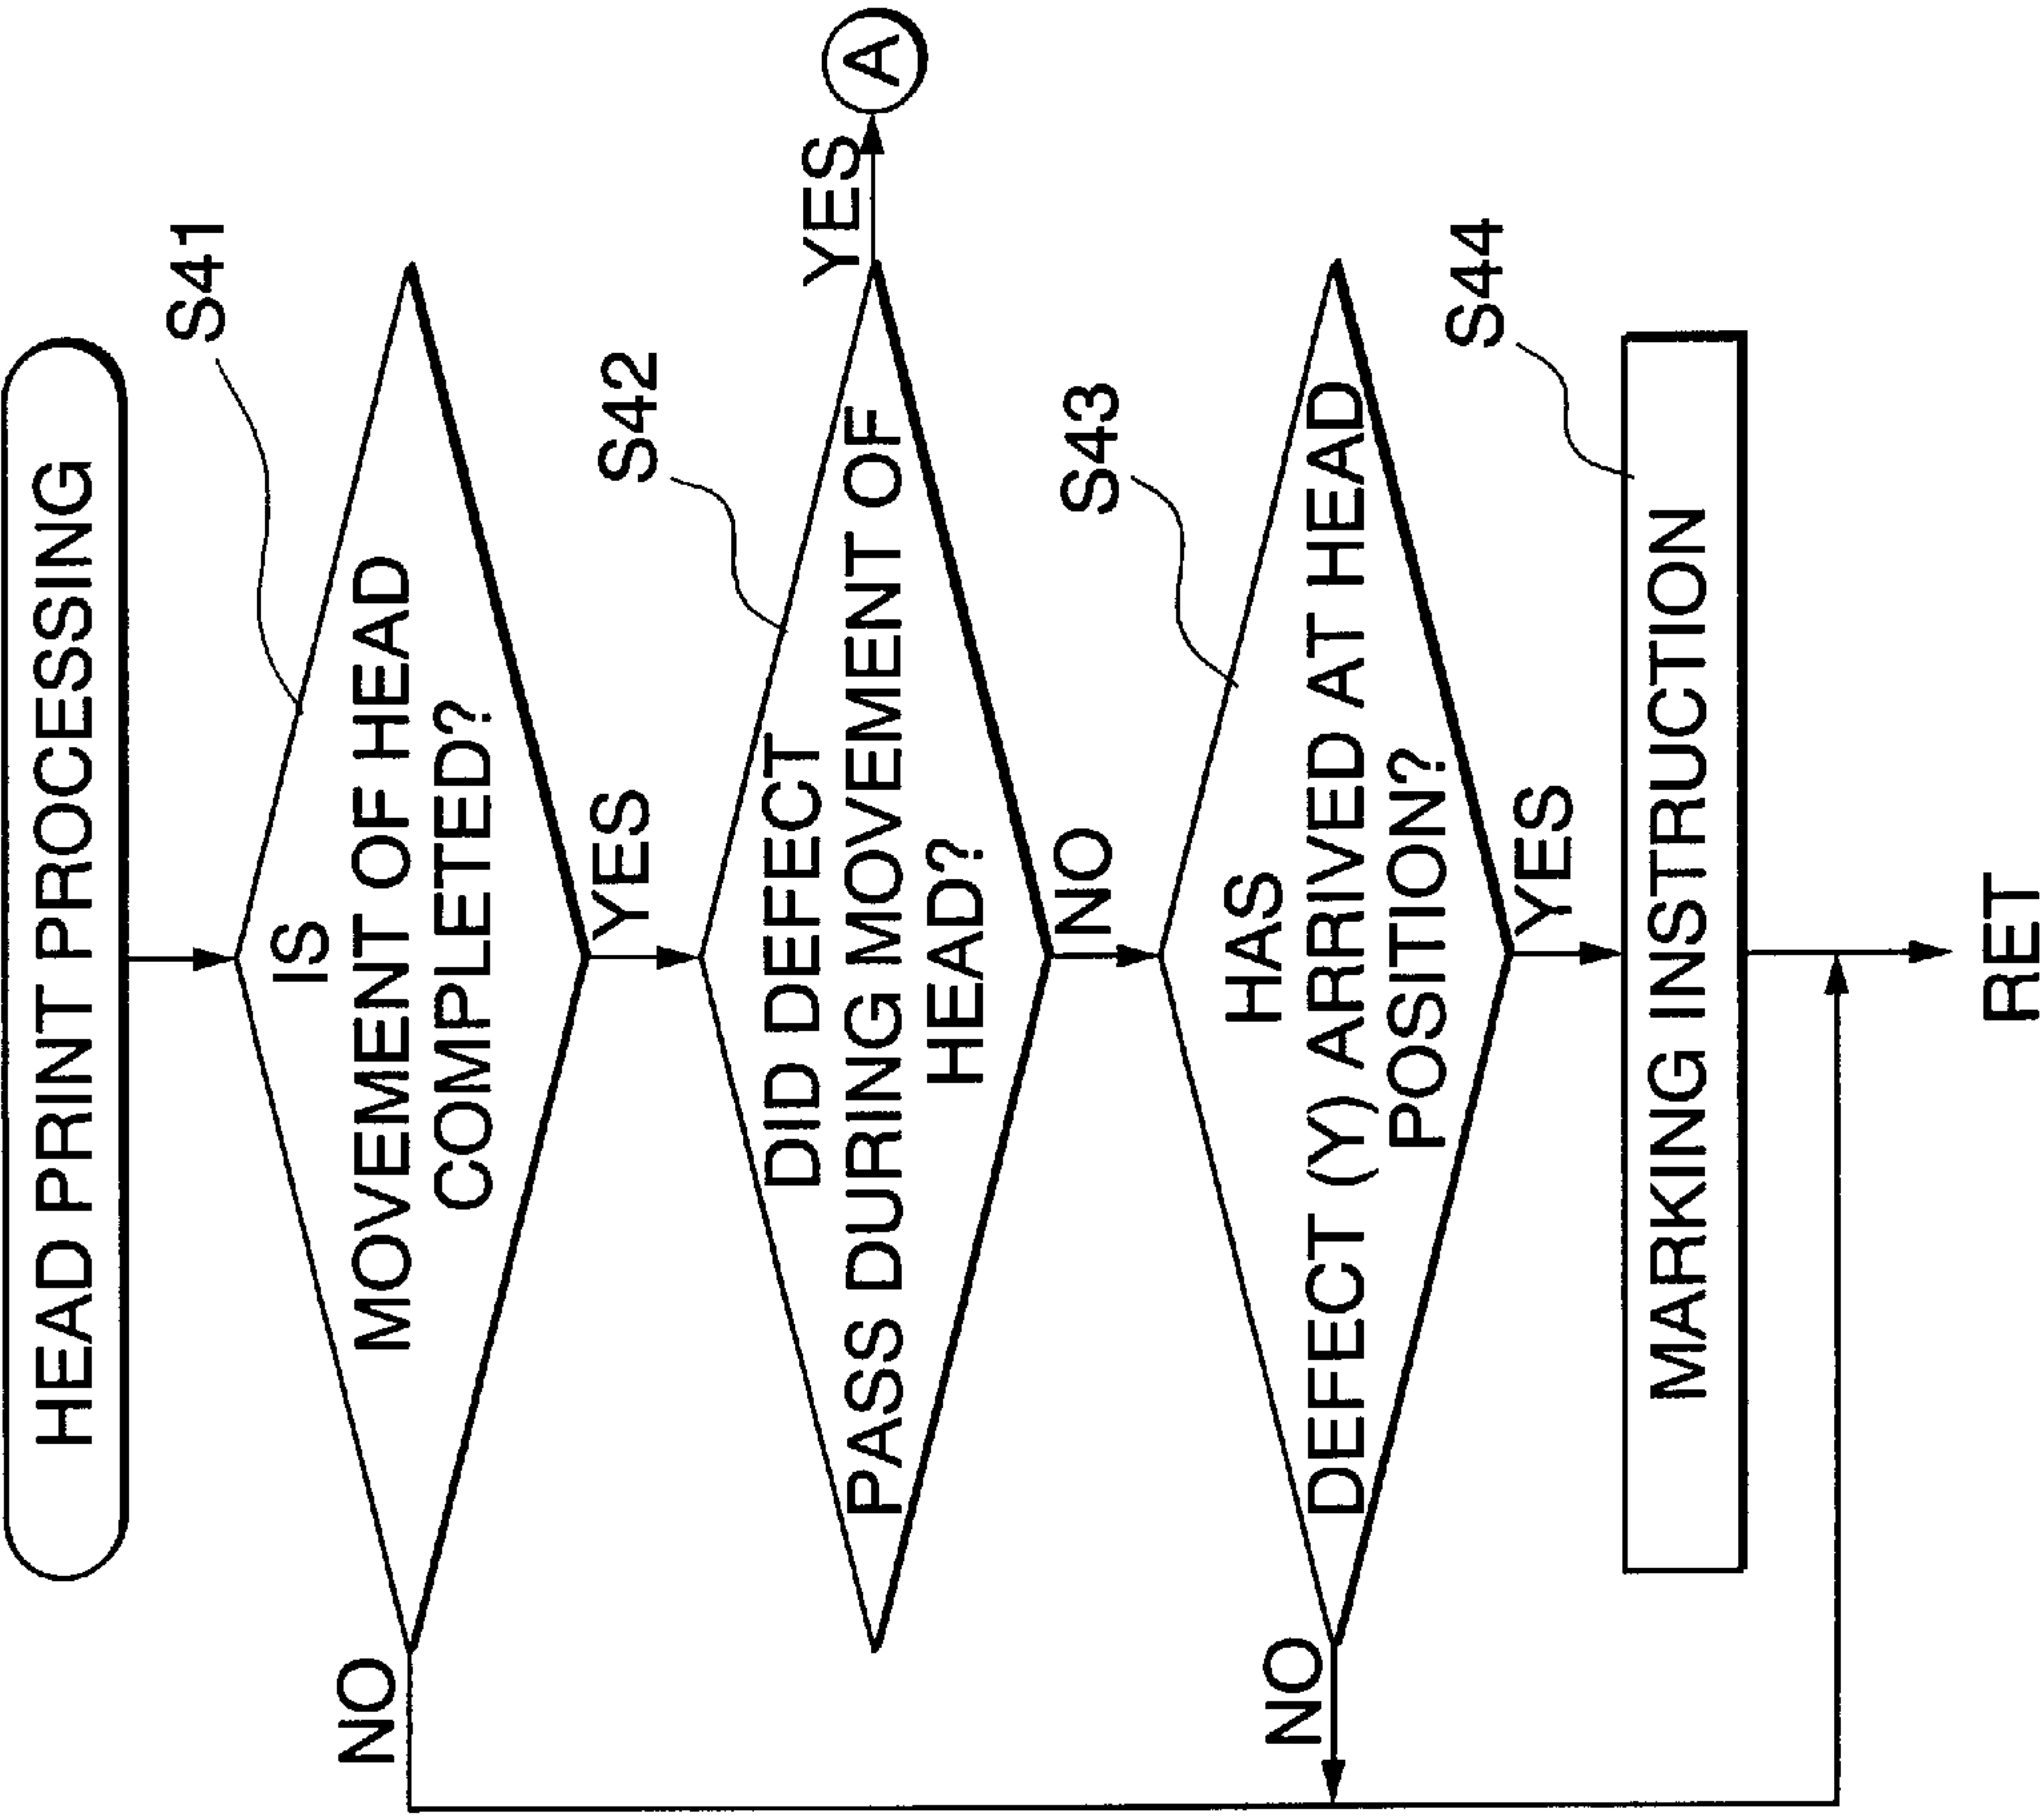 HEAD PRINT PROCESSING
S41
IS
MOVEMENT OF HEAD
COMPLETED?
NO
YES
S42
DID DEFECT
PASS DURING MOVEMENT OF
HEAD?
YES
A
NO
S43
HAS
DEFECT (Y) ARRIVED AT HEAD
POSITION?
NO
YES
S44
MARKING INSTRUCTION
RET